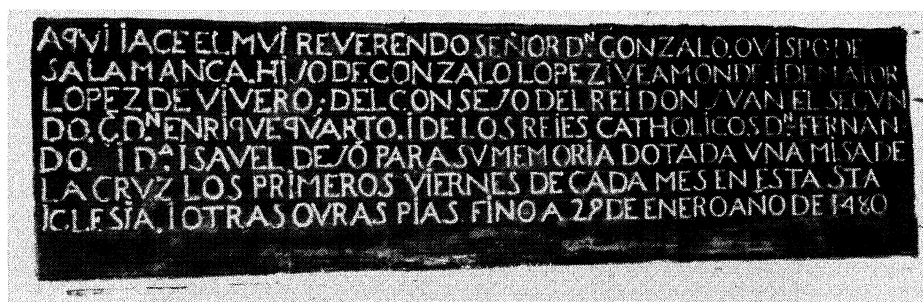 AQVI IACE EL MVI REVERENDO SEÑOR Dᴺ GONZALO OVISPO DE
SALAMANCA. HIJO DE GONZALO LOPEZ I VEAMONDE. I DE MAIOR
LOPEZ DE VIVERO; DEL CONSEJO DEL REI DON JVAN EL SEGVN
DO. Dᴺ ENRIQVE QVARTO. I DE LOS REIES CATHOLICOS Dᴺ FERNAN
DO. I Dᴬ ISAVEL DEJÓ PARA SV MEMORIA DOTADA VNA MISA DE
LA CRVZ LOS PRIMEROS VIERNES DE CADA MES EN ESTA STA
IGLESIA. I OTRAS OVRAS PIAS FINÓ A 29 DE ENERO AÑO DE 1480